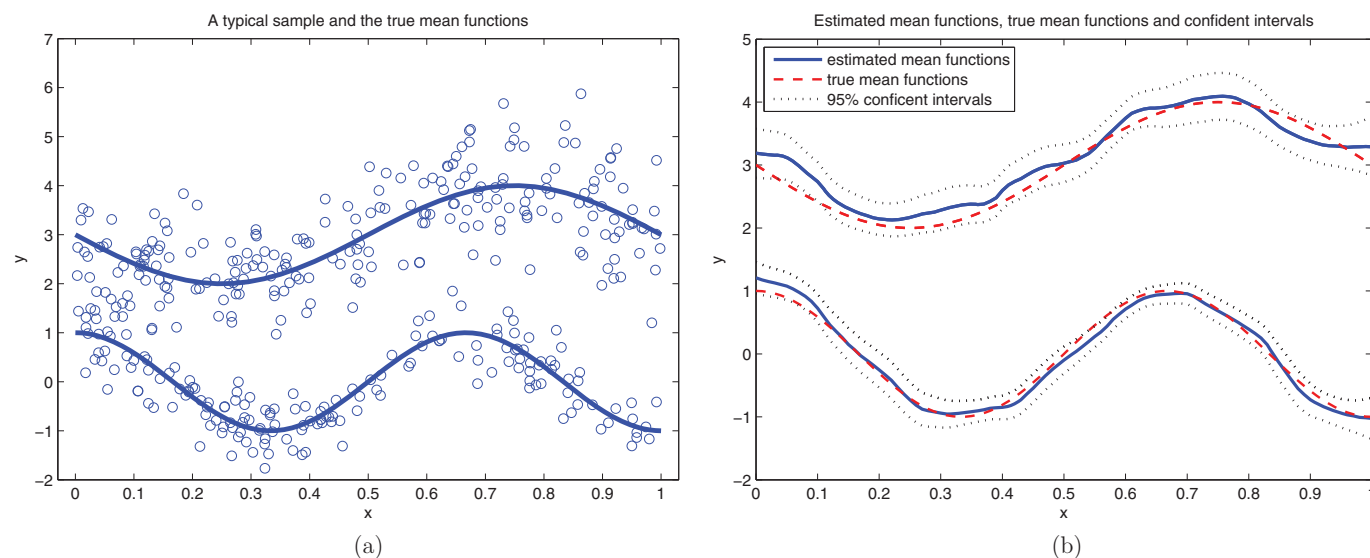 A typical sample and the true mean functions
7
6
5
4
3
2
1
0
−1
−2
y
0 0.1 0.2 0.3 0.4 0.5 0.6 0.7 0.8 0.9 1
x
(a)
Estimated mean functions, true mean functions and confident intervals
estimated mean functions
true mean functions
95% conficent intervals
5
4
3
2
1
0
−1
−2
y
0 0.1 0.2 0.3 0.4 0.5 0.6 0.7 0.8 0.9 1
x
(b)